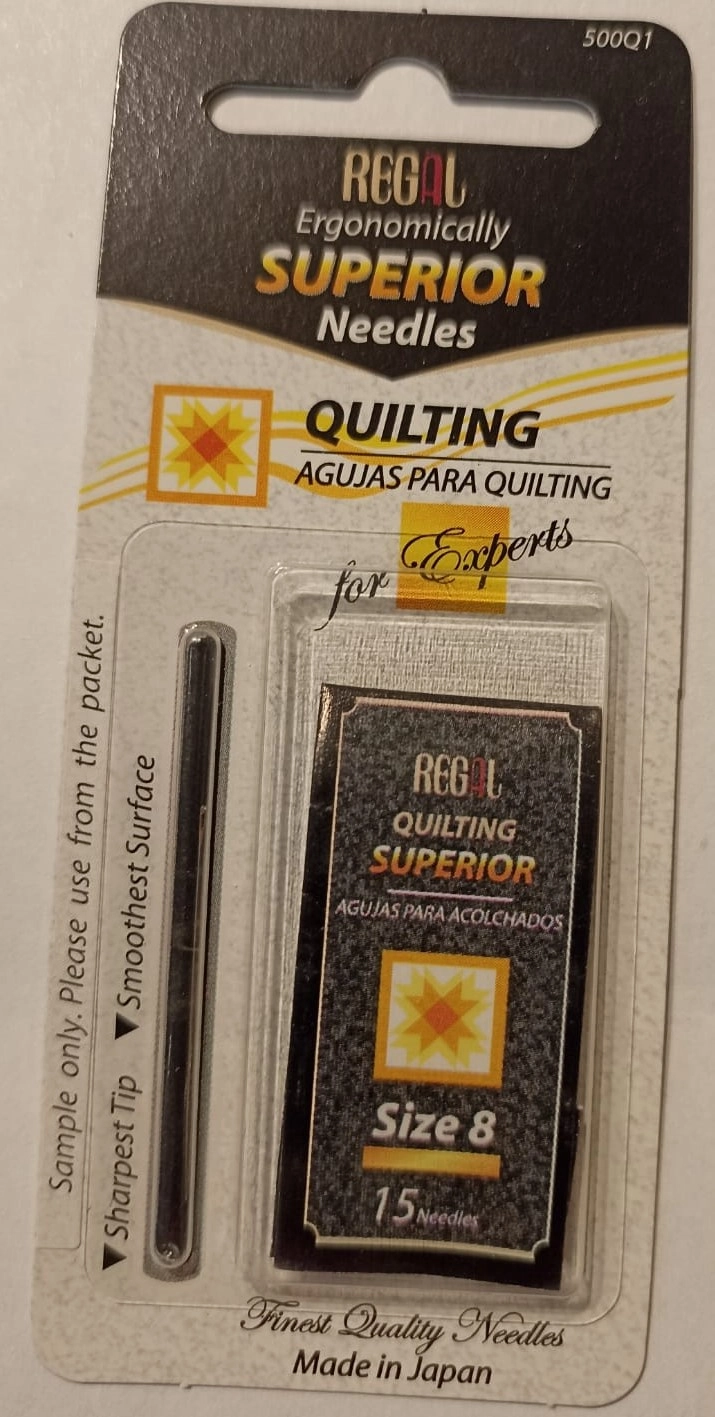 500Q1
REGAL
Ergonomically
SUPERIOR
Needles
QUILTING
AGUJAS PARA QUILTING
for Experts
Sample only. Please use from the packet.
▼Sharpest Tip ▼Smoothest Surface
REGAL
QUILTING
SUPERIOR
AGUJAS PARA ACOLCHADOS
Size 8
15 Needles
Finest Quality Needles
Made in Japan